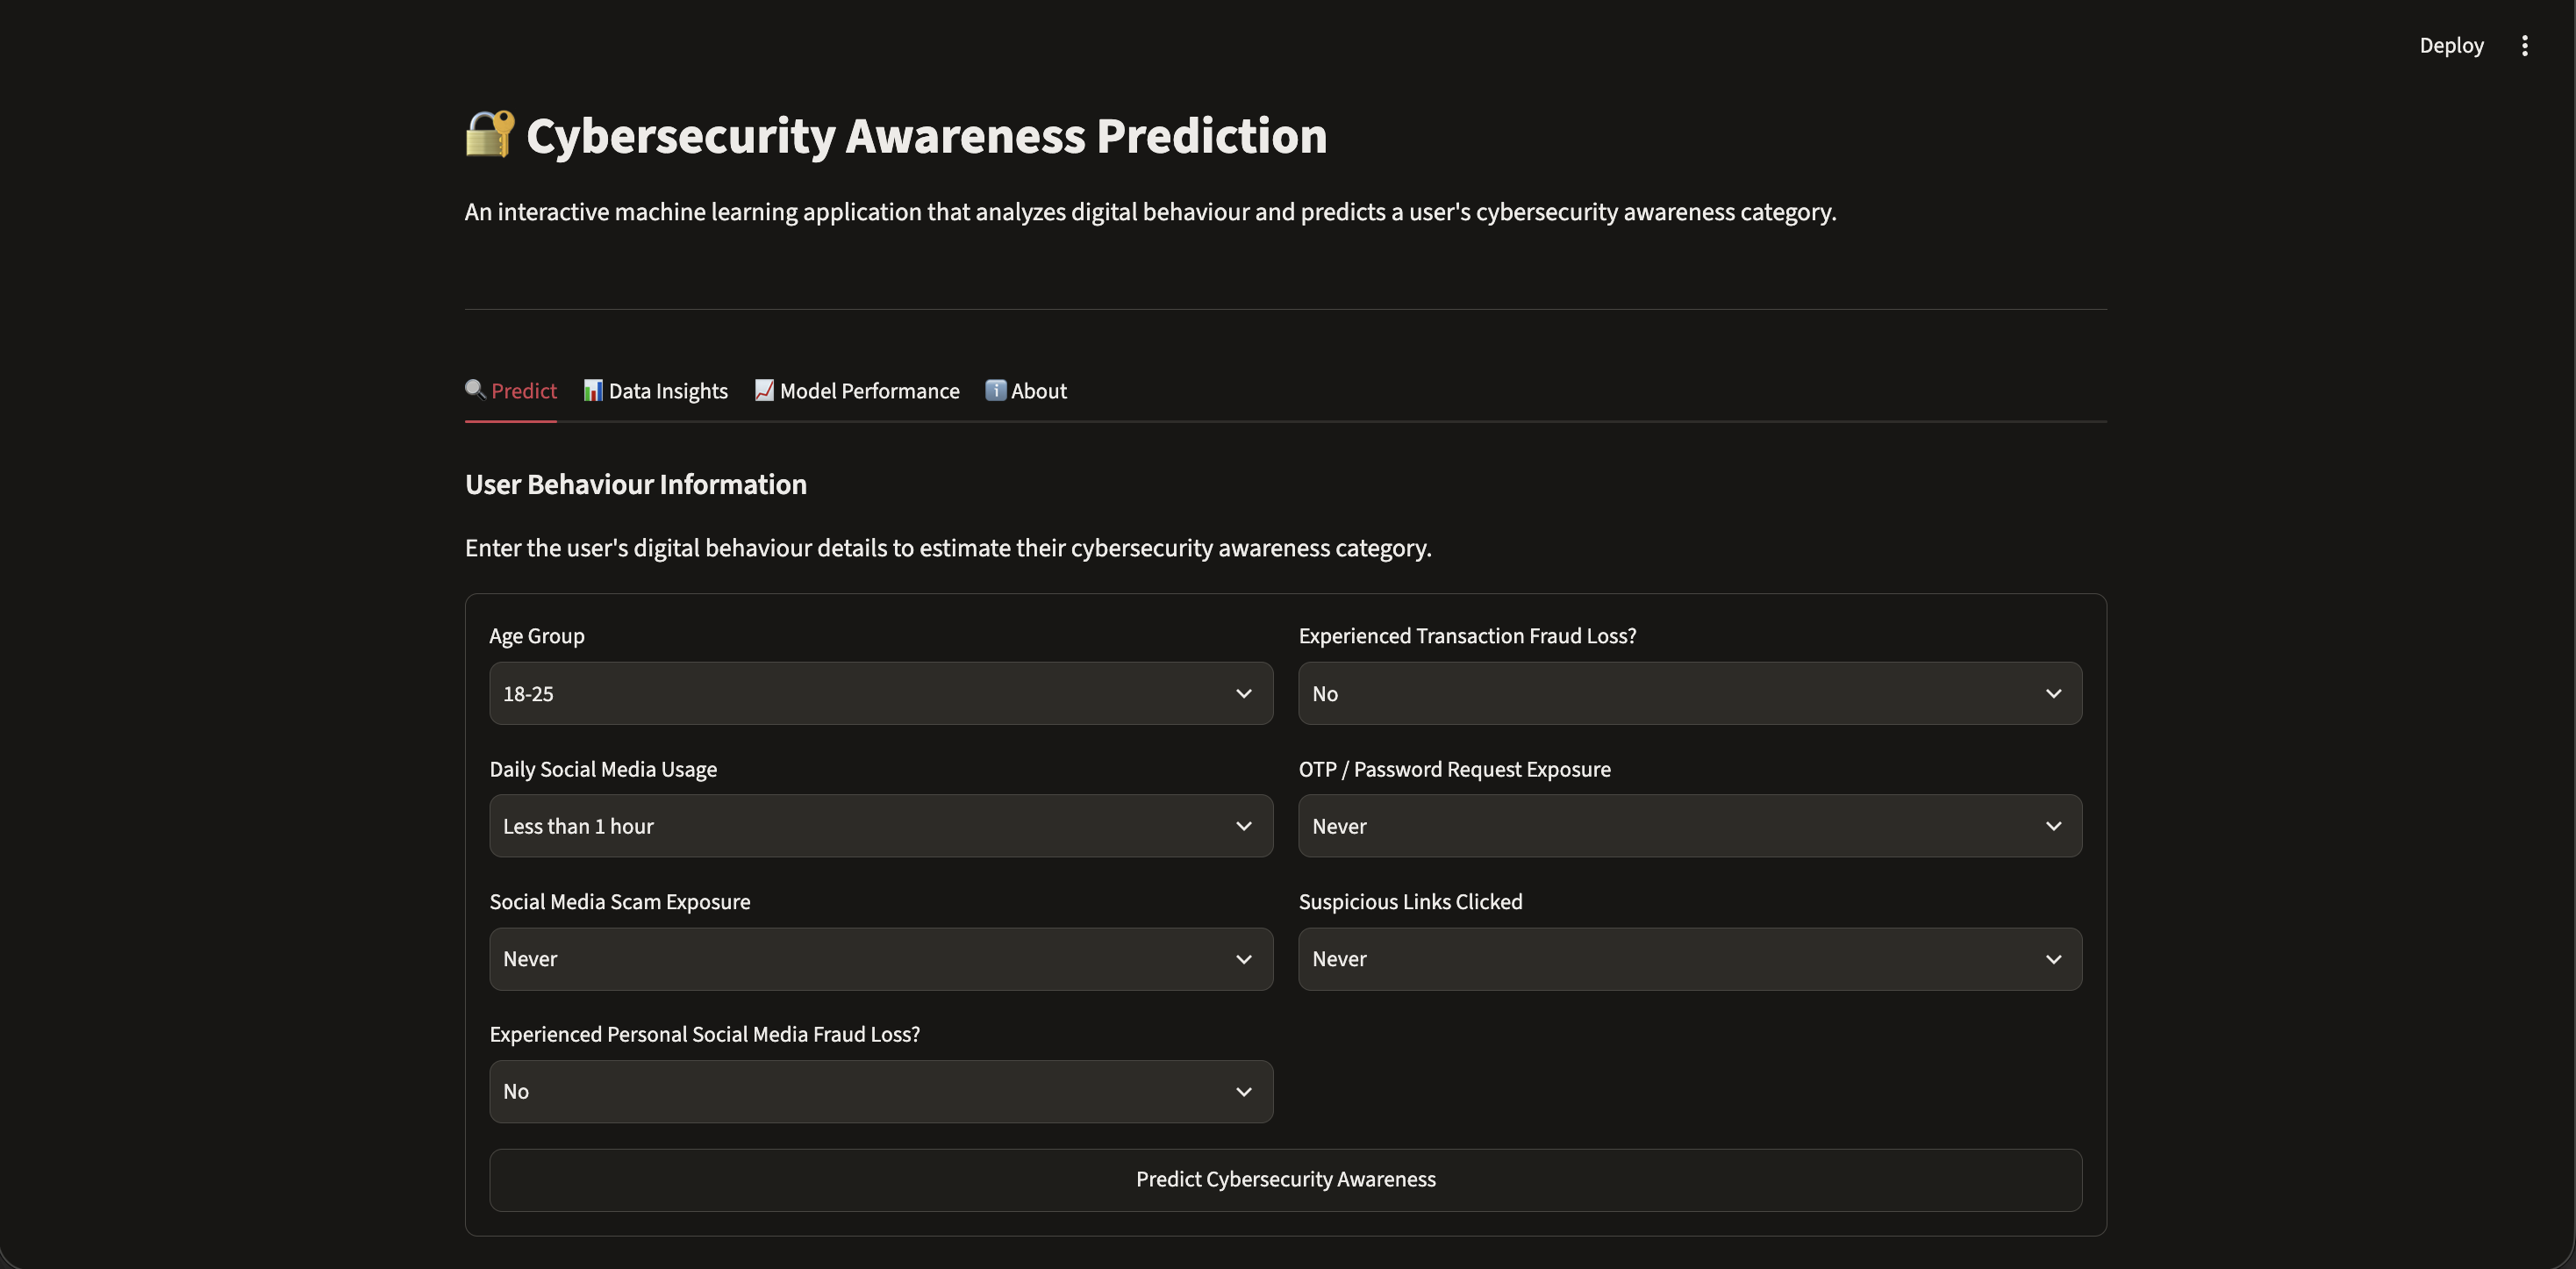 Deploy
Cybersecurity Awareness Prediction
An interactive machine learning application that analyzes digital behaviour and predicts a user's cybersecurity awareness category.
Predict Data Insights Model Performance About
User Behaviour Information
Enter the user's digital behaviour details to estimate their cybersecurity awareness category.
Age Group
18-25
Daily Social Media Usage
Less than 1 hour
Social Media Scam Exposure
Never
Experienced Personal Social Media Fraud Loss?
No
Experienced Transaction Fraud Loss?
No
OTP / Password Request Exposure
Never
Suspicious Links Clicked
Never
Predict Cybersecurity Awareness